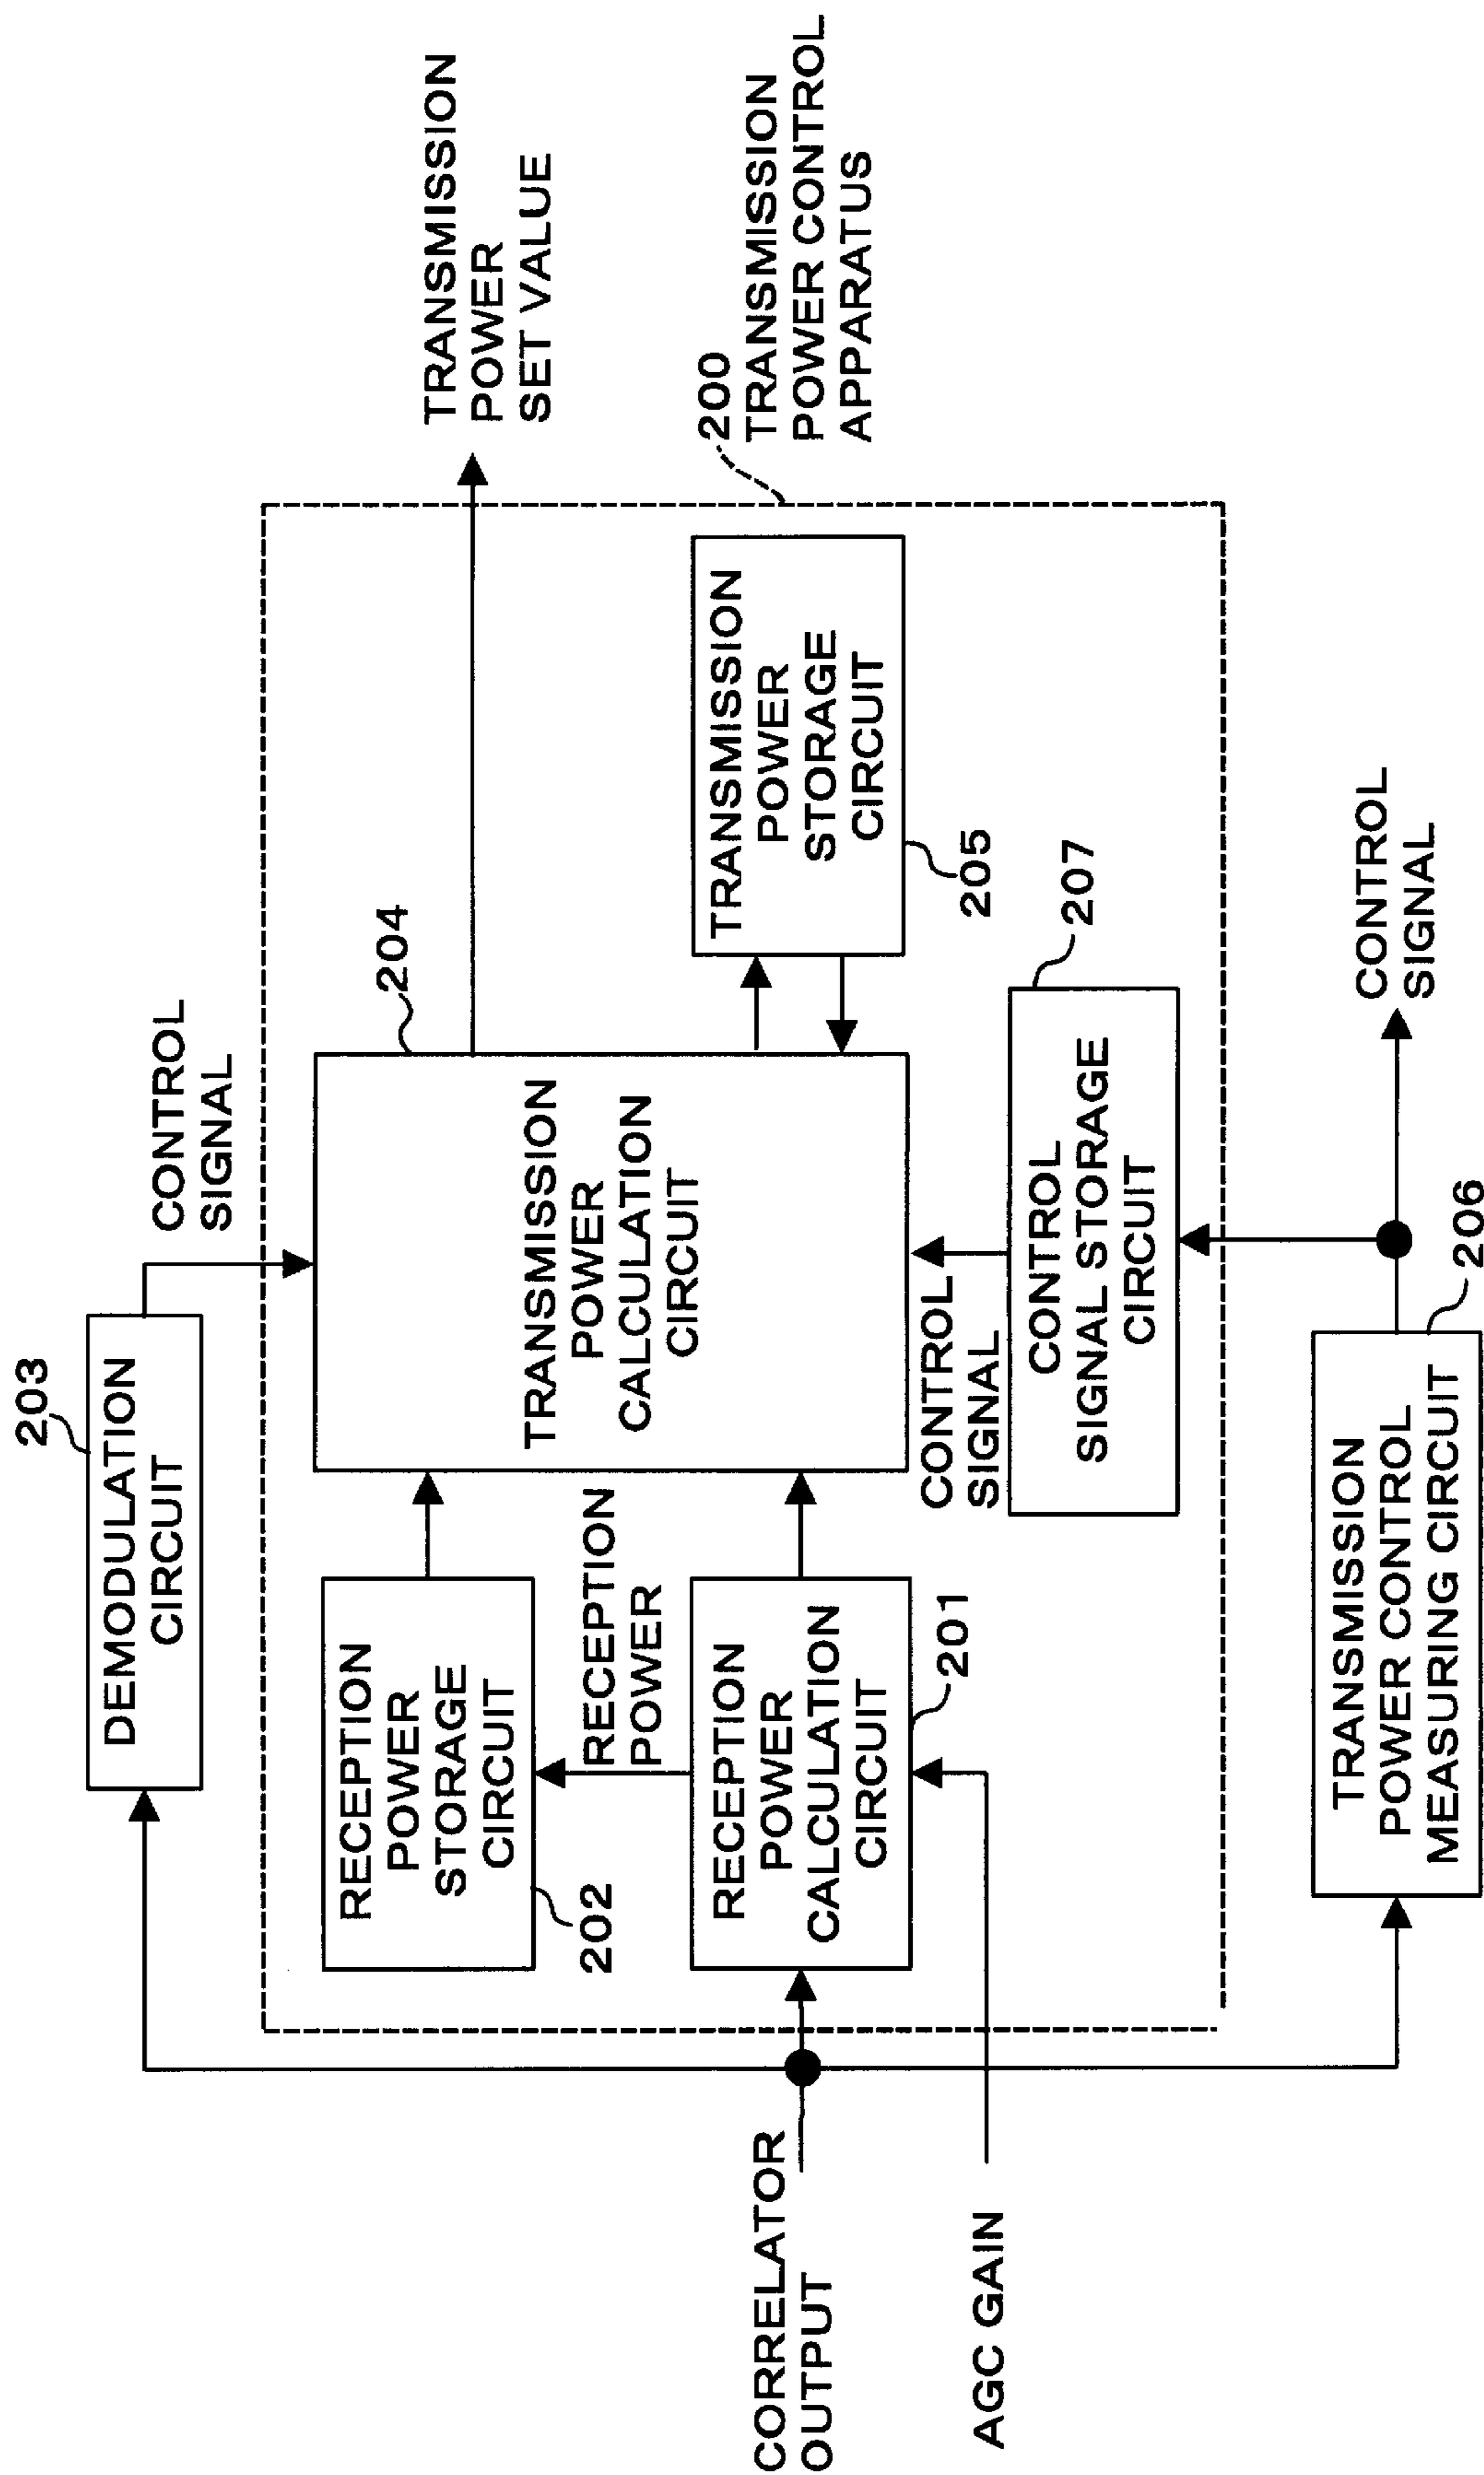 203
DEMODULATION
CIRCUIT
CONTROL
SIGNAL
204
TRANSMISSION
POWER
SET VALUE
RECEPTION
POWER
STORAGE
CIRCUIT
202
RECEPTION
POWER
TRANSMISSION
POWER
CALCULATION
CIRCUIT
200
TRANSMISSION
POWER CONTROL
APPARATUS
CORRELATOR
OUTPUT
RECEPTION
POWER
CALCULATION
CIRCUIT
201
TRANSMISSION
POWER
STORAGE
CIRCUIT
205
AGC GAIN
CONTROL
SIGNAL
CONTROL
SIGNAL STORAGE
CIRCUIT
207
TRANSMISSION
POWER CONTROL
MEASURING CIRCUIT
206
CONTROL
SIGNAL